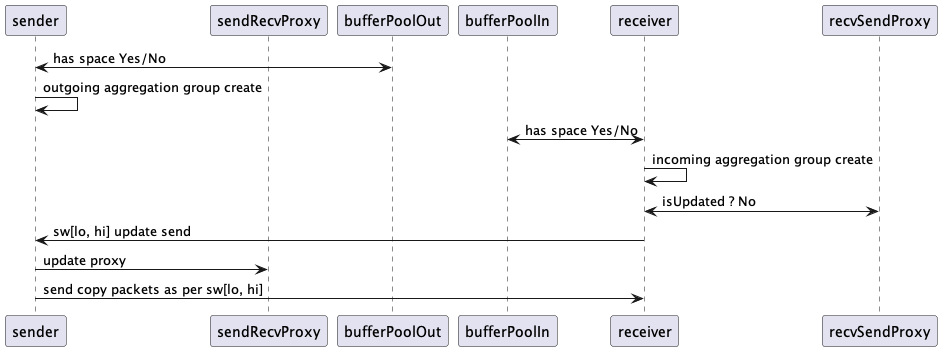 sender sendRecvProxy bufferPoolOut bufferPoolIn receiver recvSendProxy
has space Yes/No
outgoing aggregation group create
has space Yes/No
incoming aggregation group create
isUpdated ? No
sw[lo, hi] update send
update proxy
send copy packets as per sw[lo, hi]
sender sendRecvProxy bufferPoolOut bufferPoolIn receiver recvSendProxy